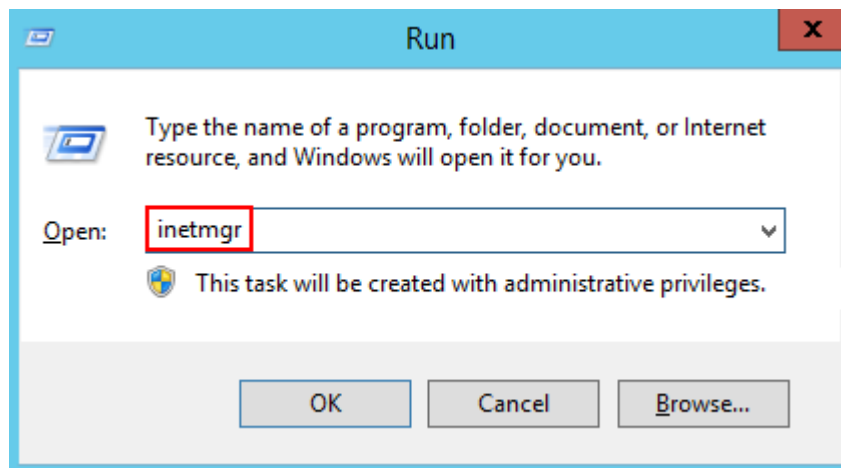 Run
x
Type the name of a program, folder, document, or Internet
resource, and Windows will open it for you.
Open: inetmgr
This task will be created with administrative privileges.
OK Cancel Browse...